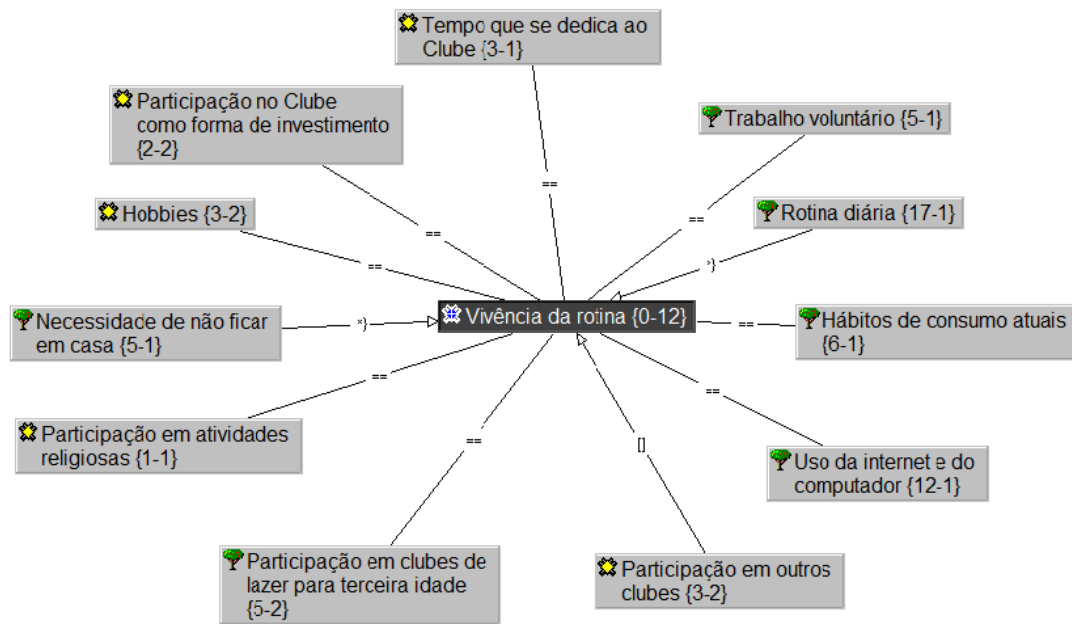 Tempo que se dedica ao
Clube {3-1}
Participação no Clube
como forma de investimento
{2-2}
Trabalho voluntário {5-1}
==
Hobbies {3-2}
Rotina diária {17-1}
==
==
==
*}
==
Necessidade de não ficar
em casa {5-1}
*}
Vivência da rotina {0-12}
==
Hábitos de consumo atuais
{6-1}
==
==
Participação em atividades
religiosas {1-1}
==
[]
Uso da internet e do
computador {12-1}
Participação em clubes de
lazer para terceira idade
{5-2}
Participação em outros
clubes {3-2}